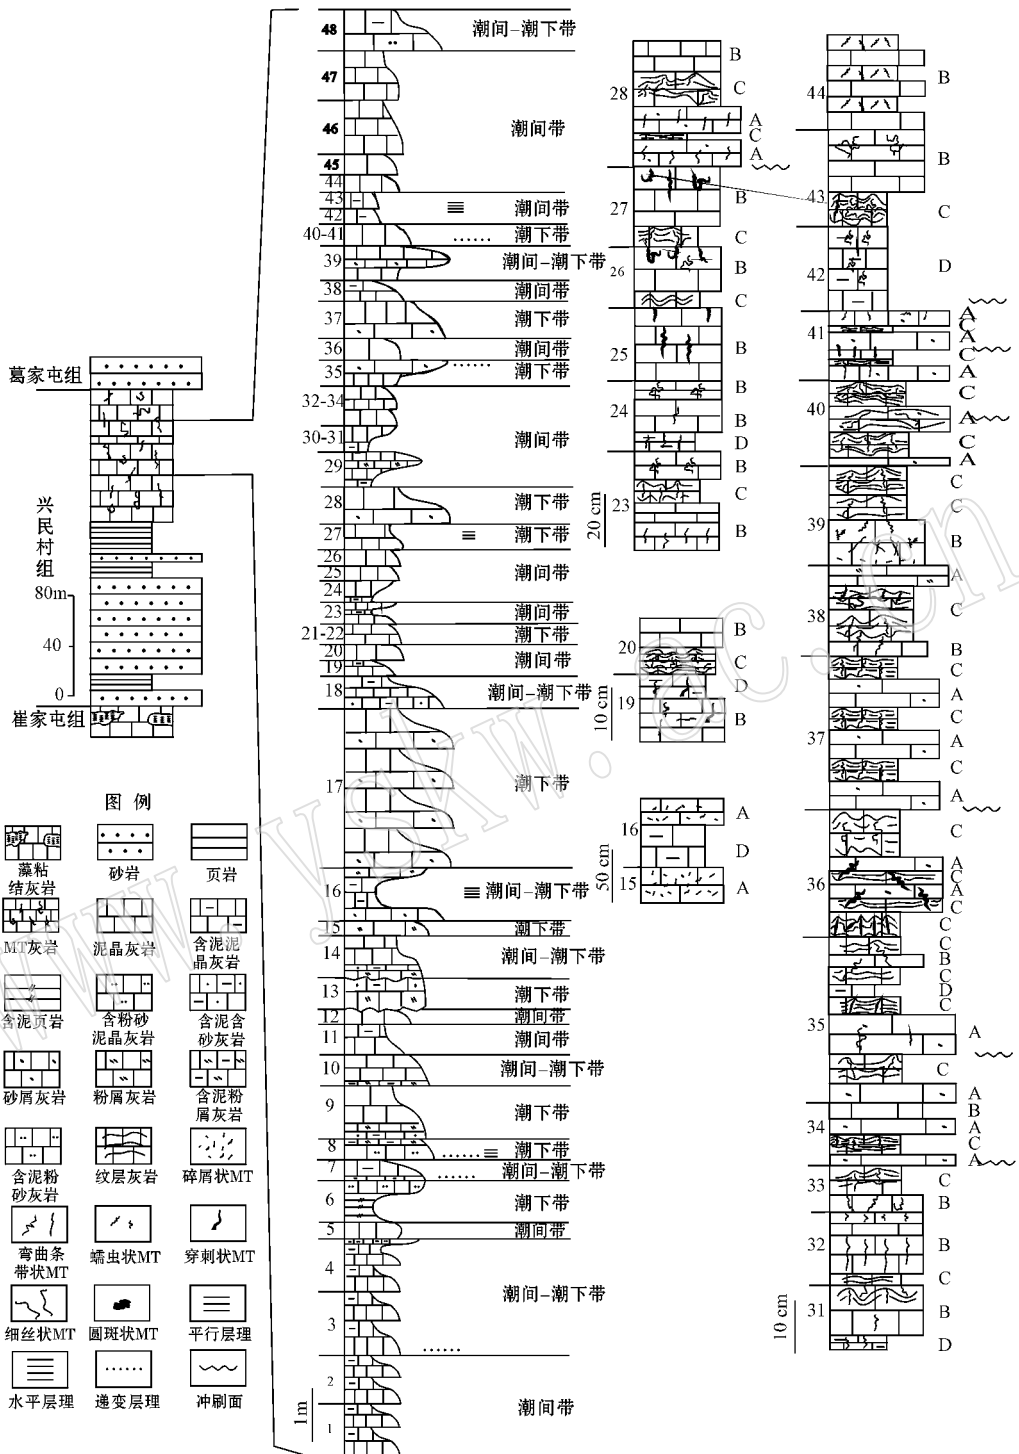 葛家屯组
兴民村组
80m
40
0
崔家屯组
图 例
藻粘结灰岩
砂岩
页岩
MT灰岩
泥晶灰岩
含泥泥晶灰岩
含泥页岩
含粉砂泥晶灰岩
含泥含砂灰岩
砂屑灰岩
粉屑灰岩
含泥粉屑灰岩
含泥粉砂灰岩
纹层灰岩
碎屑状MT
弯曲条带状MT
蠕虫状MT
穿刺状MT
细丝状MT
圆斑状MT
平行层理
水平层理
递变层理
冲刷面
48 潮间-潮下带
47
46 潮间带
45
44
43 潮间带
42
40-41 潮下带
39 潮间-潮下带
38 潮间带
37 潮下带
36 潮间带
35 潮下带
32-34
30-31 潮间带
29
28 潮下带
27 潮下带
26
25 潮间带
24
23 潮间带
21-22 潮下带
20 潮间带
19
18 潮间-潮下带
17 潮下带
16 潮间-潮下带
15 潮下带
14 潮间-潮下带
13 潮下带
12 潮间带
11 潮间带
10 潮间-潮下带
9 潮下带
8 潮下带
7 潮间-潮下带
6 潮下带
5 潮间带
4 潮间-潮下带
3
2 潮间带
1
1m
B
28 C
A
C
A
27 B
C
26 B
C
25 B
B
24 B
D
B
23 C
B
20 cm
B
20 C
D
19 B
10 cm
A
16 D
15 A
50 cm
44 B
B
43 C
42 D
A
41 C
A
C
A
40 C
A
C
A
C
39 C
B
A
38 C
B
C
A
37 C
A
C
A
C
36 A
C
A
C
C
C
B
C
D
C
35 A
C
A
B
34 A
C
A
33 C
B
32 B
C
31 B
D
10 cm
www.yskw.ac.cn